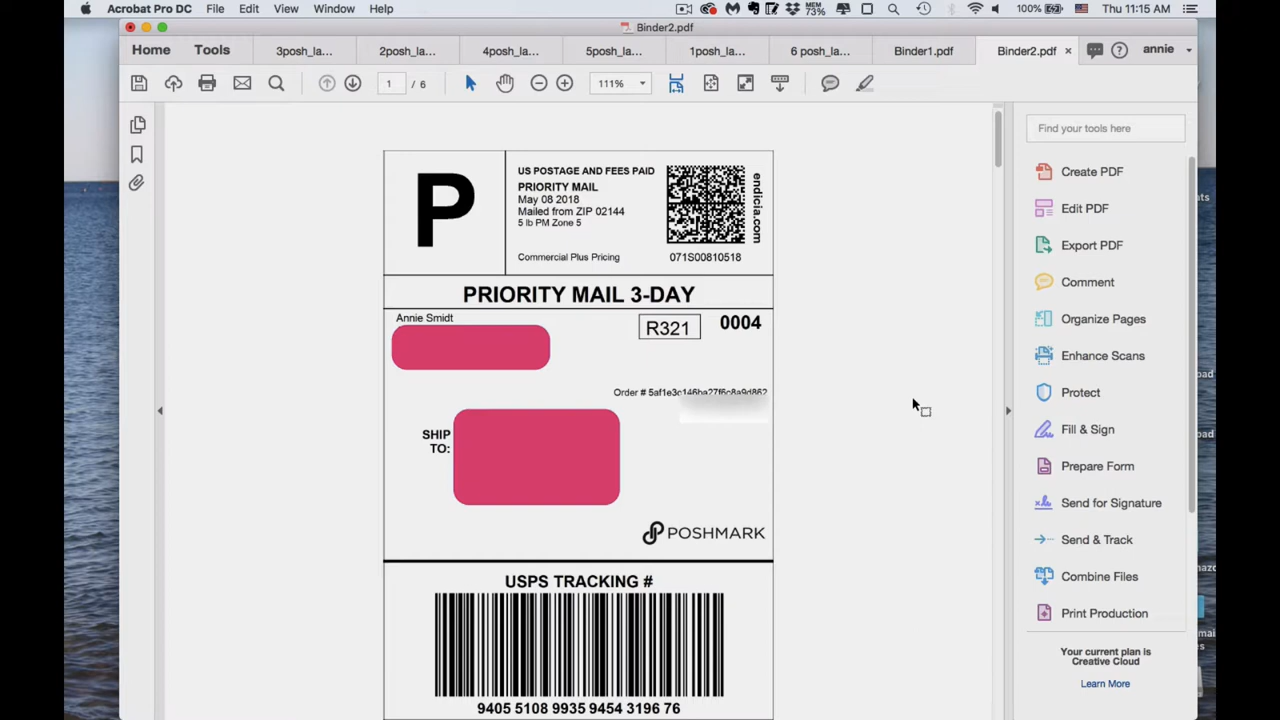 Acrobat Pro DC File Edit View Window Help MEM 73% 100% Thu 11:15 AM
Binder2.pdf
Home Tools 3posh_la... 2posh_la... 4posh_la... 5posh_la... 1posh_la... 6 posh_la... Binder1.pdf Binder2.pdf × annie
1 / 6 111%
Find your tools here
Create PDF
Edit PDF
Export PDF
Comment
Organize Pages
Enhance Scans
Protect
Fill & Sign
Prepare Form
Send for Signature
Send & Track
Combine Files
Print Production
Your current plan is
Creative Cloud
Learn More
P
US POSTAGE AND FEES PAID
PRIORITY MAIL
May 08 2018
Mailed from ZIP 02144
5 lb PM Zone 5
Commercial Plus Pricing
071S00810518
endicia.com
PRIORITY MAIL 3-DAY
Annie Smidt
R321 0004
Order #
SHIP
TO:
POSHMARK
USPS TRACKING #
9405 5108 9935 9454 3196 76